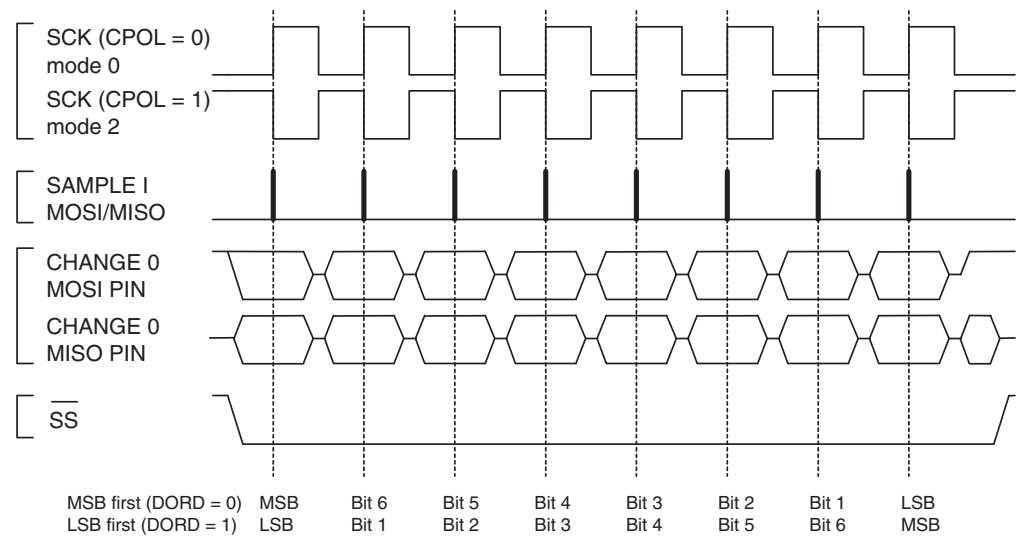 SCK (CPOL = 0)
mode 0
SCK (CPOL = 1)
mode 2
SAMPLE I
MOSI/MISO
CHANGE 0
MOSI PIN
CHANGE 0
MISO PIN
SS
MSB first (DORD = 0) MSB Bit 6 Bit 5 Bit 4 Bit 3 Bit 2 Bit 1 LSB
LSB first (DORD = 1) LSB Bit 1 Bit 2 Bit 3 Bit 4 Bit 5 Bit 6 MSB